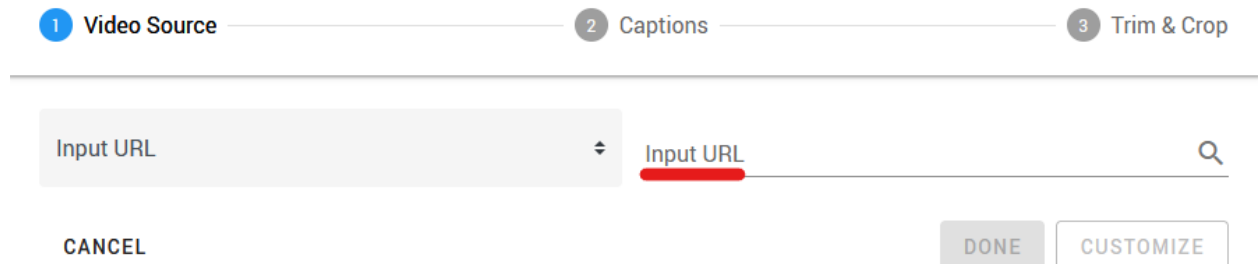 1 Video Source 2 Captions 3 Trim & Crop
Input URL Input URL
CANCEL DONE CUSTOMIZE